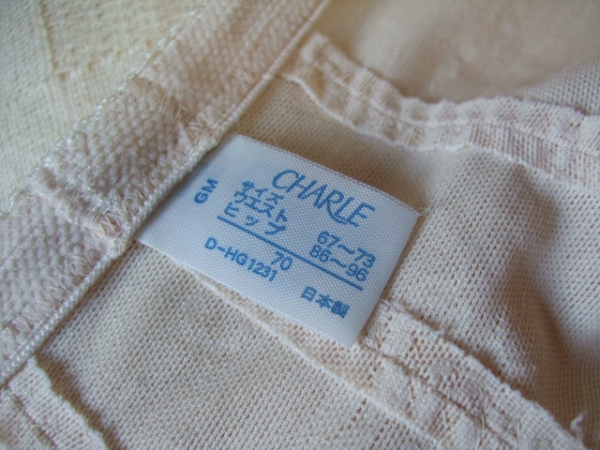 CHARLE
サイズ
ウエスト 67〜73
ヒップ 86〜96
70
D-HG1231 日本製
GM